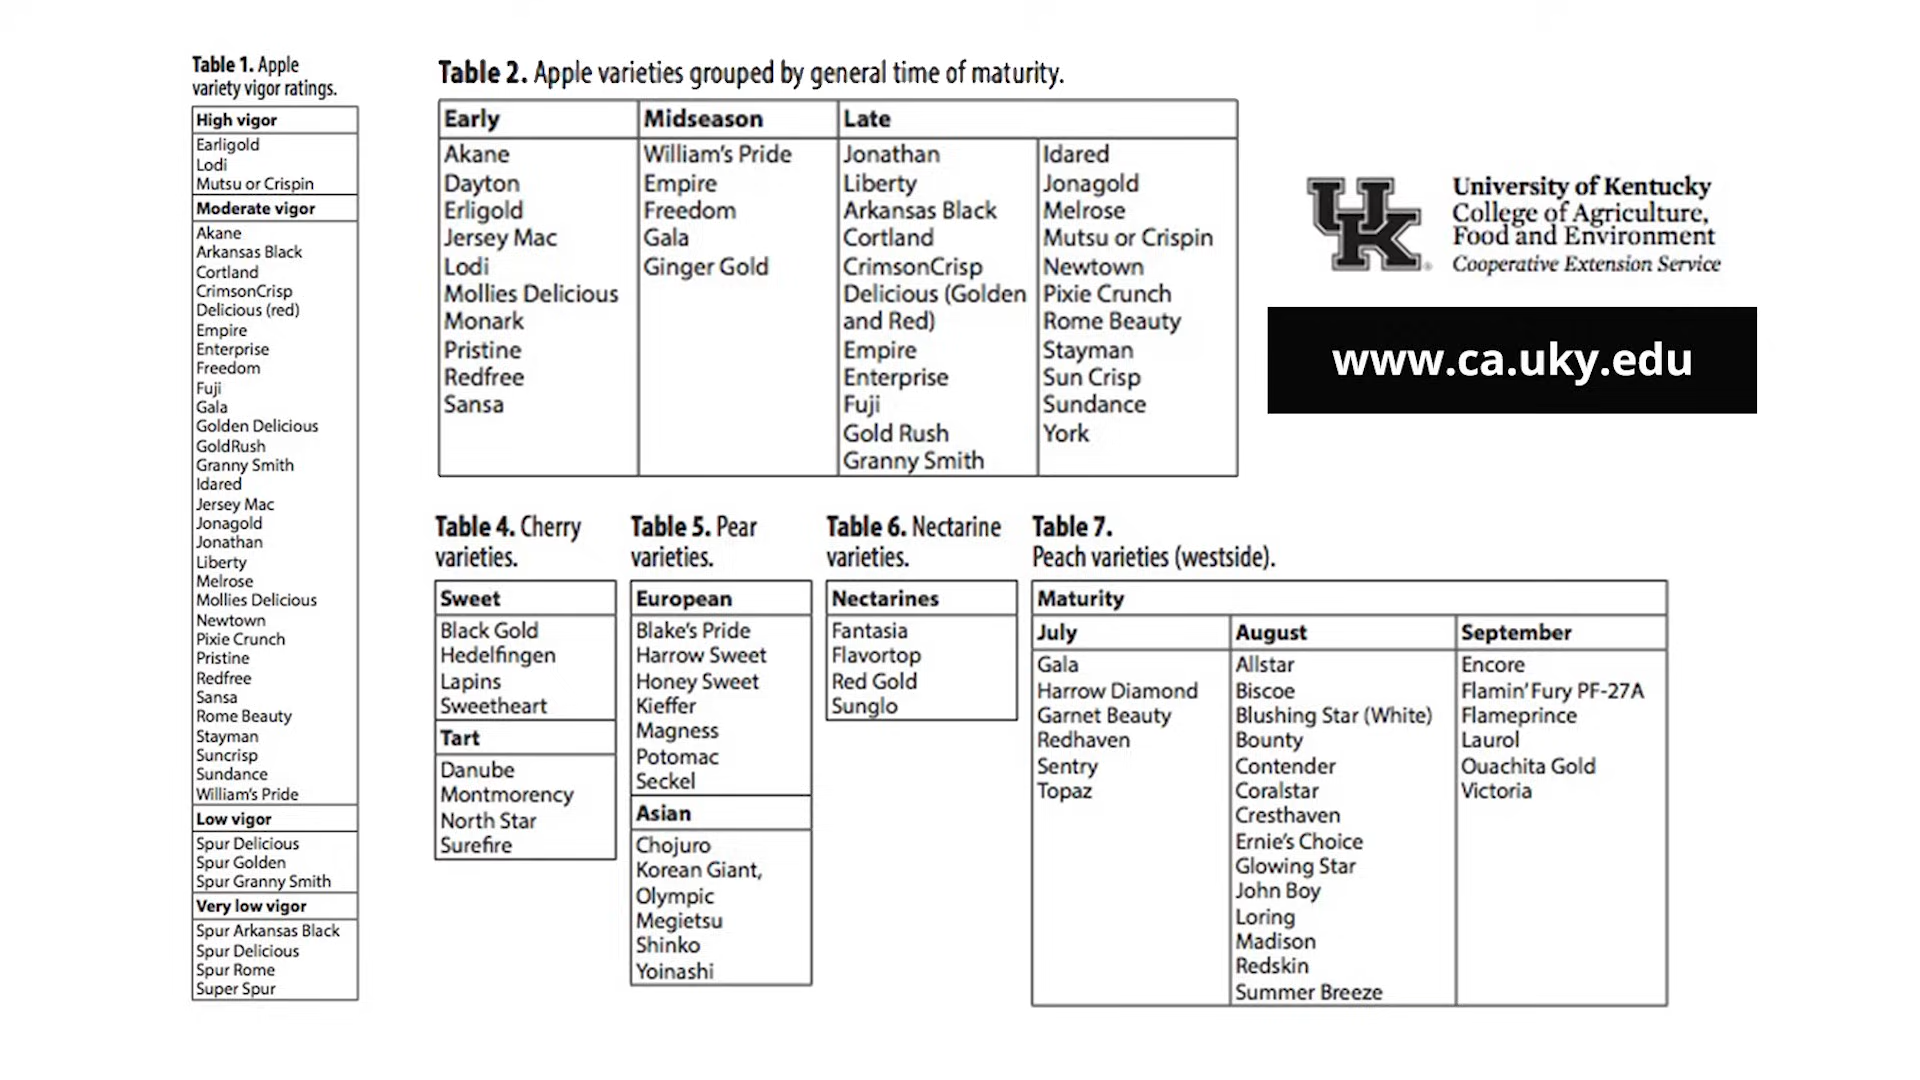 Table 1. Apple
variety vigor ratings.
High vigor
Earligold
Lodi
Mutsu or Crispin
Moderate vigor
Akane
Arkansas Black
Cortland
CrimsonCrisp
Delicious (red)
Empire
Enterprise
Freedom
Fuji
Gala
Golden Delicious
GoldRush
Granny Smith
Idared
Jersey Mac
Jonagold
Jonathan
Liberty
Melrose
Mollies Delicious
Newtown
Pixie Crunch
Pristine
Redfree
Sansa
Rome Beauty
Stayman
Suncrisp
Sundance
William's Pride
Low vigor
Spur Delicious
Spur Golden
Spur Granny Smith
Very low vigor
Spur Arkansas Black
Spur Delicious
Spur Rome
Super Spur
Table 2. Apple varieties grouped by general time of maturity.
Early
Akane
Dayton
Erligold
Jersey Mac
Lodi
Mollies Delicious
Monark
Pristine
Redfree
Sansa
Midseason
William's Pride
Empire
Freedom
Gala
Ginger Gold
Late
Jonathan
Liberty
Arkansas Black
Cortland
CrimsonCrisp
Delicious (Golden
and Red)
Empire
Enterprise
Fuji
Gold Rush
Granny Smith
Idared
Jonagold
Melrose
Mutsu or Crispin
Newtown
Pixie Crunch
Rome Beauty
Stayman
Sun Crisp
Sundance
York
UK
University of Kentucky
College of Agriculture,
Food and Environment
Cooperative Extension Service
www.ca.uky.edu
Table 4. Cherry
varieties.
Sweet
Black Gold
Hedelfingen
Lapins
Sweetheart
Tart
Danube
Montmorency
North Star
Surefire
Table 5. Pear
varieties.
European
Blake's Pride
Harrow Sweet
Honey Sweet
Kieffer
Magness
Potomac
Seckel
Asian
Chojuro
Korean Giant,
Olympic
Megietsu
Shinko
Yoinashi
Table 6. Nectarine
varieties.
Nectarines
Fantasia
Flavortop
Red Gold
Sunglo
Table 7.
Peach varieties (westside).
Maturity
July
Gala
Harrow Diamond
Garnet Beauty
Redhaven
Sentry
Topaz
August
Allstar
Biscoe
Blushing Star (White)
Bounty
Contender
Coralstar
Cresthaven
Ernie's Choice
Glowing Star
John Boy
Loring
Madison
Redskin
Summer Breeze
September
Encore
Flamin' Fury PF-27A
Flameprince
Laurol
Ouachita Gold
Victoria